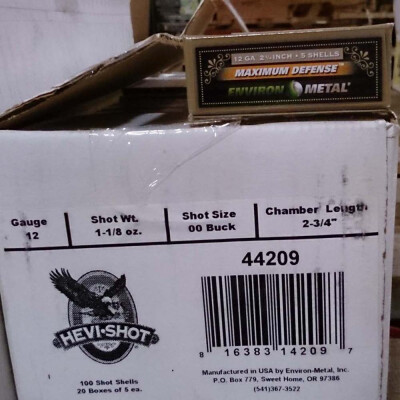 12 GA. 2¾-INCH • 5 SHELLS
MAXIMUM DEFENSE™
ENVIRON METAL®
Gauge
12
Shot Wt.
1-1/8 oz.
Shot Size
00 Buck
Chamber Length
2-3/4"
44209
HEVI-SHOT
100 Shot Shells
20 Boxes of 5 ea.
8 16383 14209 7
Manufactured in USA by Environ-Metal, Inc.
P.O. Box 779, Sweet Home, OR 97386
(541)367-3522